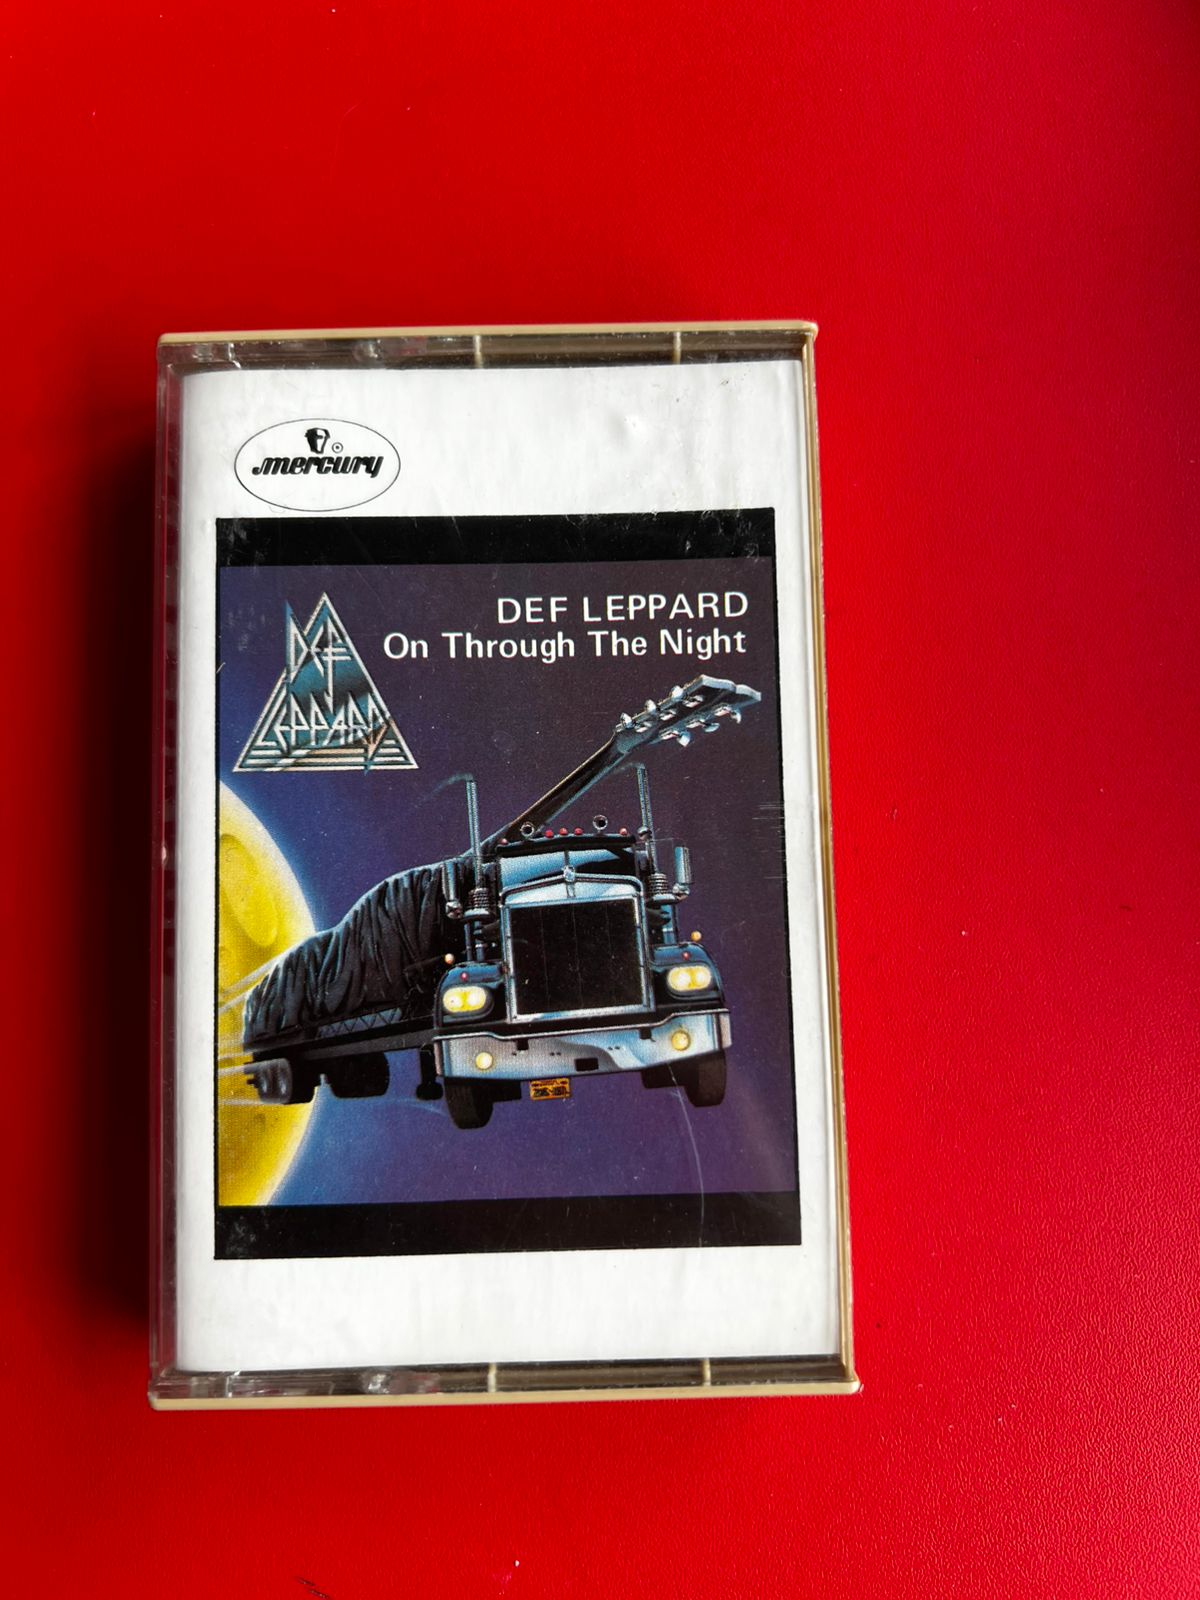 mercury
DEF LEPPARD
On Through The Night
DEF
LEPPARD